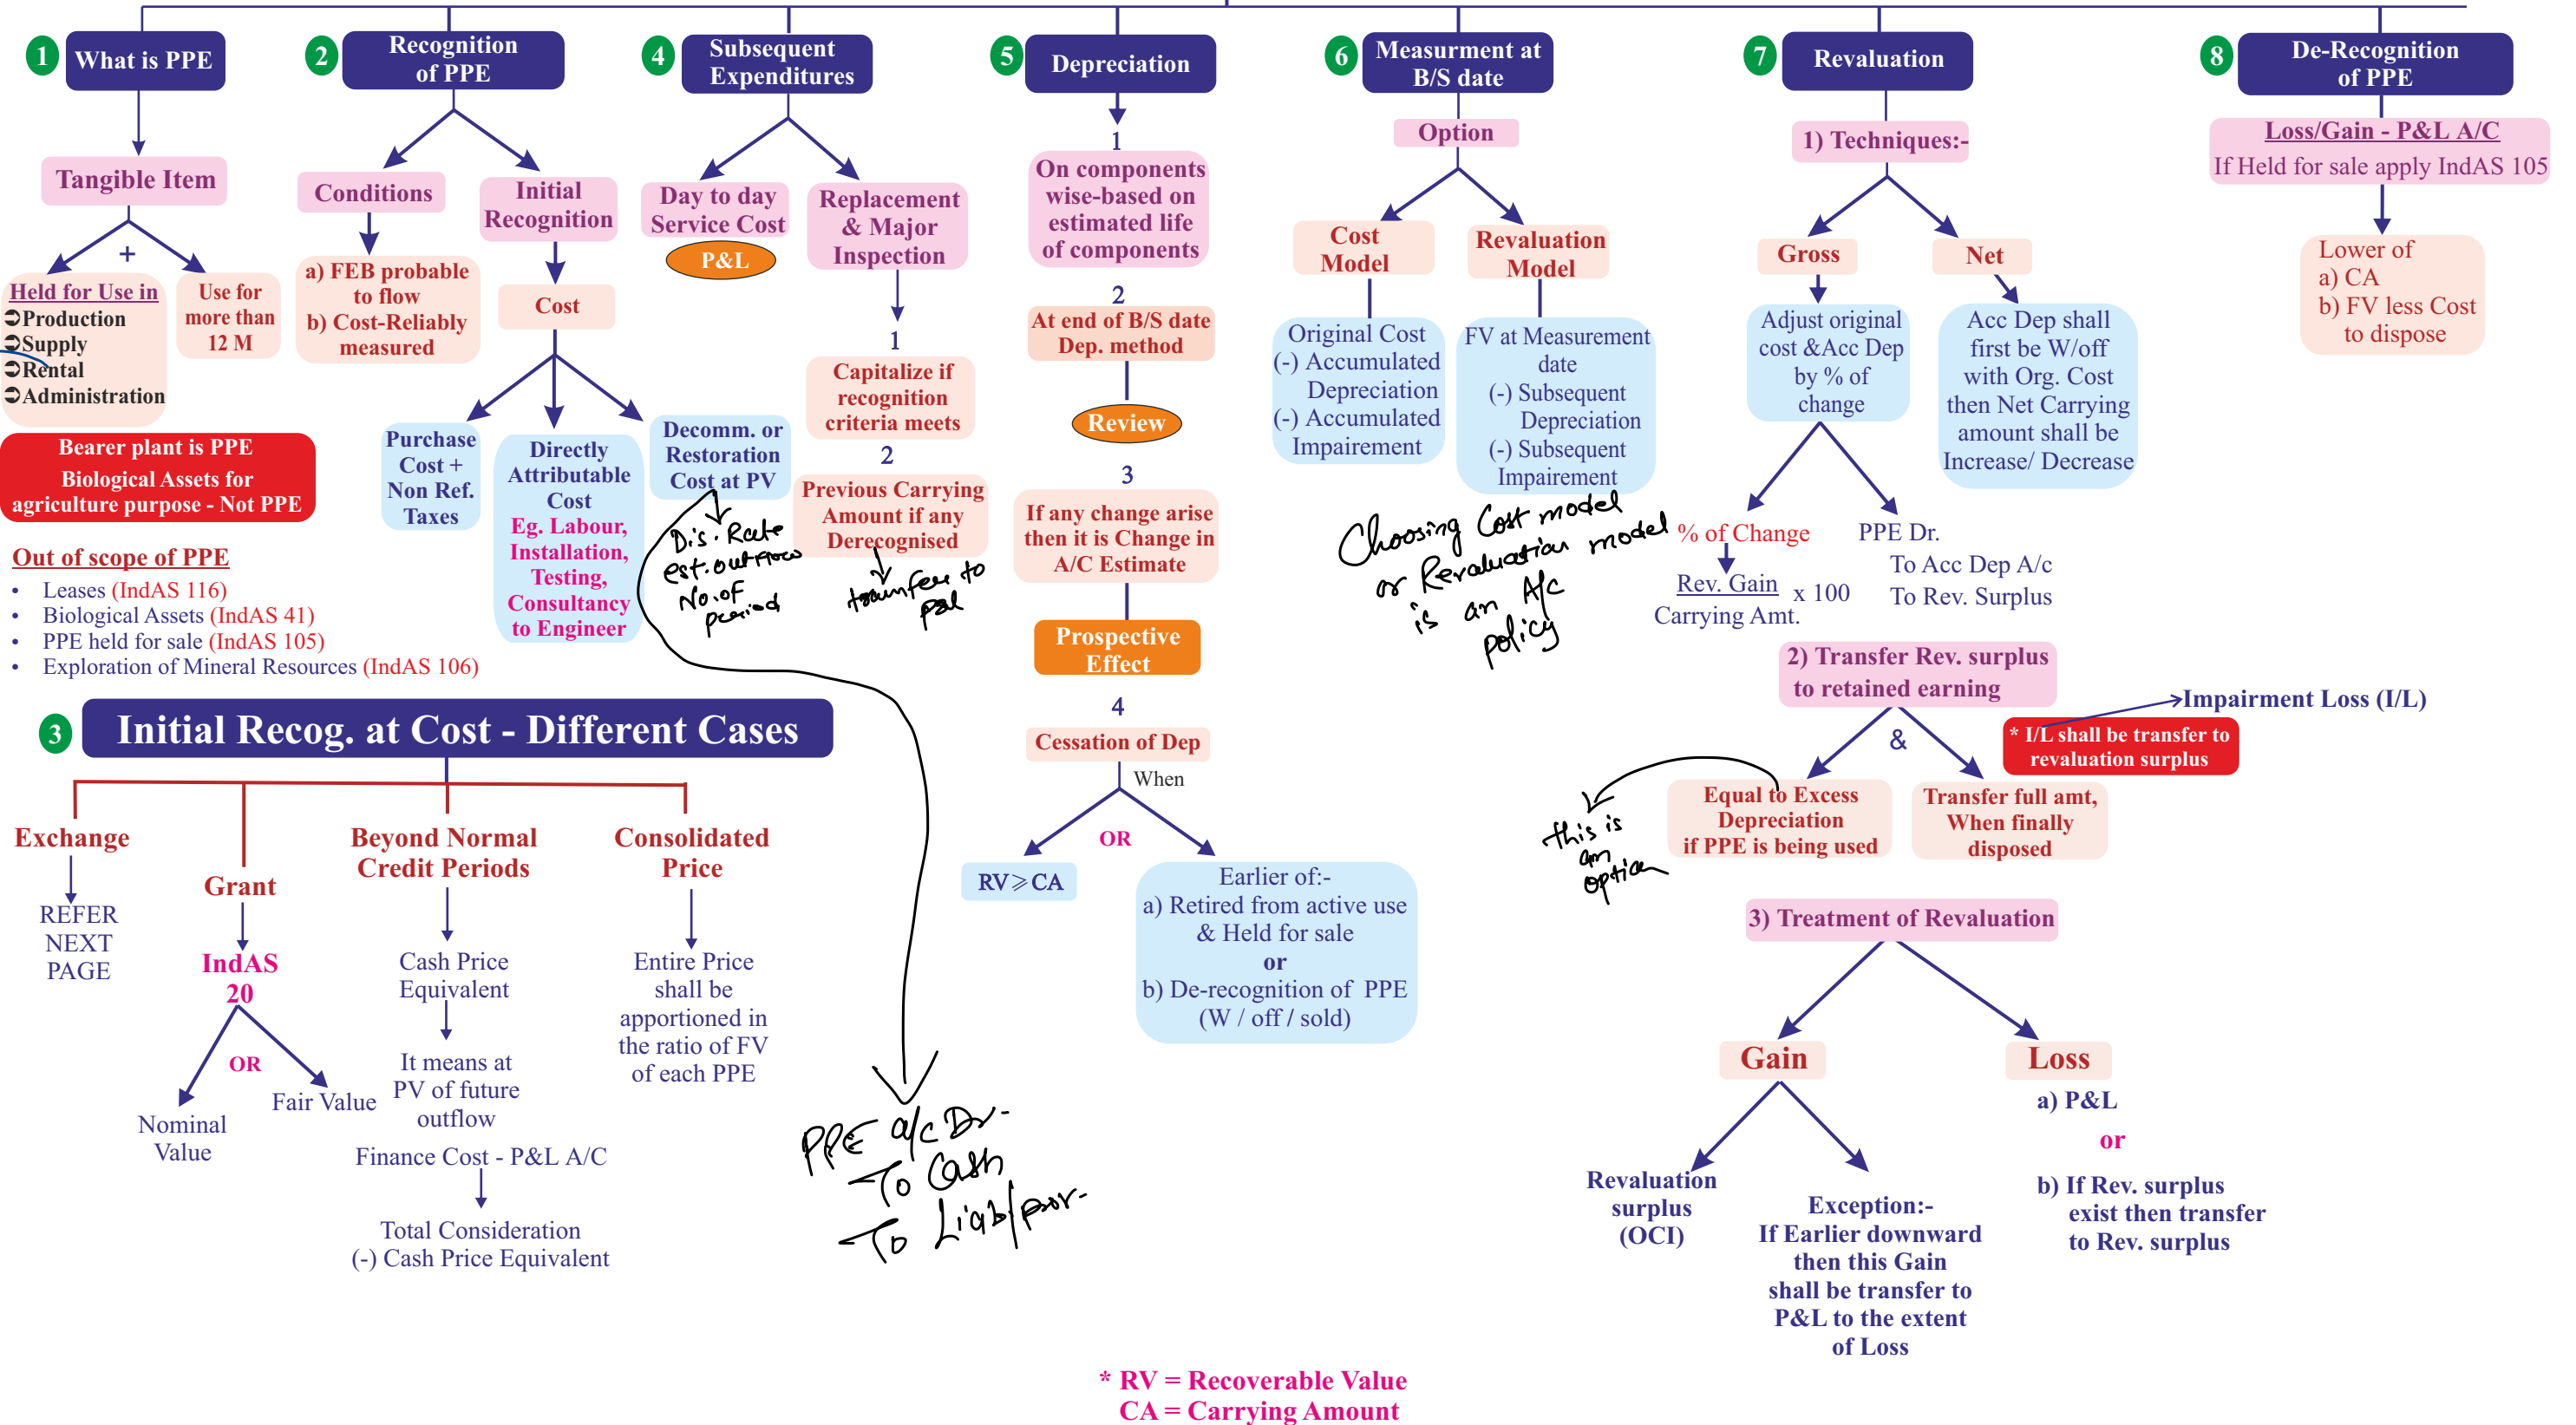 1
What is PPE
Tangible Item
+
Held for Use in
➲Production
➲Supply
➲Rental
➲Administration
Use for
more than
12 M
Bearer plant is PPE
Biological Assets for
agriculture purpose - Not PPE
Out of scope of PPE
• Leases (IndAS 116)
• Biological Assets (IndAS 41)
• PPE held for sale (IndAS 105)
• Exploration of Mineral Resources (IndAS 106)
2
Recognition
of PPE
Conditions
a) FEB probable
to flow
b) Cost-Reliably
measured
Initial
Recognition
Cost
Purchase
Cost +
Non Ref.
Taxes
Directly
Attributable
Cost
Eg. Labour,
Installation,
Testing,
Consultancy
to Engineer
Decomm. or
Restoration
Cost at PV
Dis. Rate
est. outflows
No. of
period
PPE a/c Dr-
To Cash
To Liab/prov-
3
Initial Recog. at Cost - Different Cases
Exchange
REFER
NEXT
PAGE
Grant
IndAS
20
OR
Nominal
Value
Fair Value
Beyond Normal
Credit Periods
Cash Price
Equivalent
It means at
PV of future
outflow
Finance Cost - P&L A/C
Total Consideration
(-) Cash Price Equivalent
Consolidated
Price
Entire Price
shall be
apportioned in
the ratio of FV
of each PPE
4
Subsequent
Expenditures
Day to day
Service Cost
P&L
Replacement
& Major
Inspection
1
Capitalize if
recognition
criteria meets
2
Previous Carrying
Amount if any
Derecognised
transfer to
p&l
5
Depreciation
1
On components
wise-based on
estimated life
of components
2
At end of B/S date
Dep. method
Review
3
If any change arise
then it is Change in
A/C Estimate
Prospective
Effect
4
Cessation of Dep
When
OR
RV⩾CA
Earlier of:-
a) Retired from active use
& Held for sale
or
b) De-recognition of PPE
(W / off / sold)
6
Measurment at
B/S date
Option
Cost
Model
Original Cost
(-) Accumulated
Depreciation
(-) Accumulated
Impairement
Revaluation
Model
FV at Measurement
date
(-) Subsequent
Depreciation
(-) Subsequent
Impairement
Choosing Cost model
or Revaluation model
is an A/c
policy
7
Revaluation
1) Techniques:-
Gross
Adjust original
cost &Acc Dep
by % of
change
Net
Acc Dep shall
first be W/off
with Org. Cost
then Net Carrying
amount shall be
Increase/ Decrease
% of Change
Rev. Gain
Carrying Amt.
x 100
PPE Dr.
To Acc Dep A/c
To Rev. Surplus
2) Transfer Rev. surplus
to retained earning
Impairment Loss (I/L)
* I/L shall be transfer to
revaluation surplus
&
Equal to Excess
Depreciation
if PPE is being used
this is
an
option
Transfer full amt,
When finally
disposed
3) Treatment of Revaluation
Gain
Revaluation
surplus
(OCI)
Exception:-
If Earlier downward
then this Gain
shall be transfer to
P&L to the extent
of Loss
Loss
a) P&L
or
b) If Rev. surplus
exist then transfer
to Rev. surplus
8
De-Recognition
of PPE
Loss/Gain - P&L A/C
If Held for sale apply IndAS 105
Lower of
a) CA
b) FV less Cost
to dispose
* RV = Recoverable Value
CA = Carrying Amount